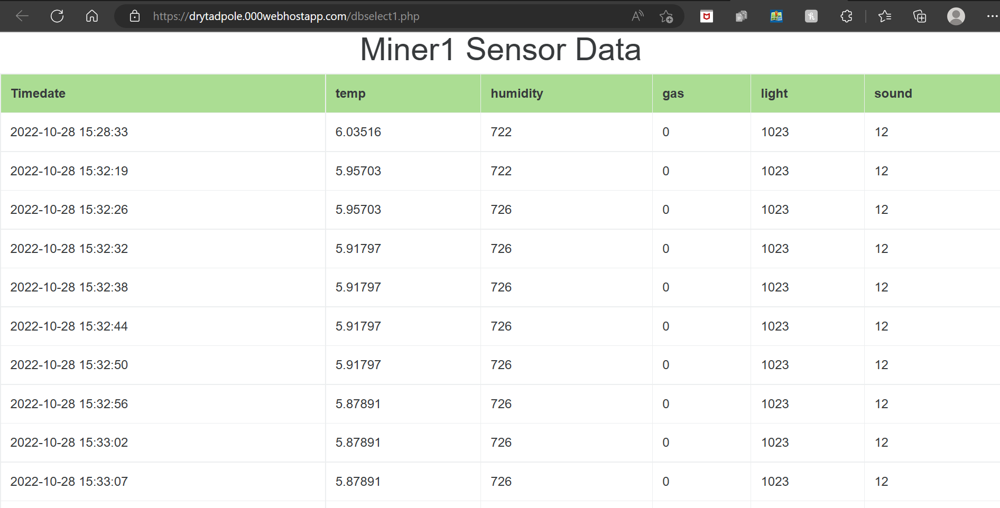 https://drytadpole.000webhostapp.com/dbselect1.php
Miner1 Sensor Data
Timedate temp humidity gas light sound
2022-10-28 15:28:33 6.03516 722 0 1023 12
2022-10-28 15:32:19 5.95703 722 0 1023 12
2022-10-28 15:32:26 5.95703 726 0 1023 12
2022-10-28 15:32:32 5.91797 726 0 1023 12
2022-10-28 15:32:38 5.91797 726 0 1023 12
2022-10-28 15:32:44 5.91797 726 0 1023 12
2022-10-28 15:32:50 5.91797 726 0 1023 12
2022-10-28 15:32:56 5.87891 726 0 1023 12
2022-10-28 15:33:02 5.87891 726 0 1023 12
2022-10-28 15:33:07 5.87891 726 0 1023 12